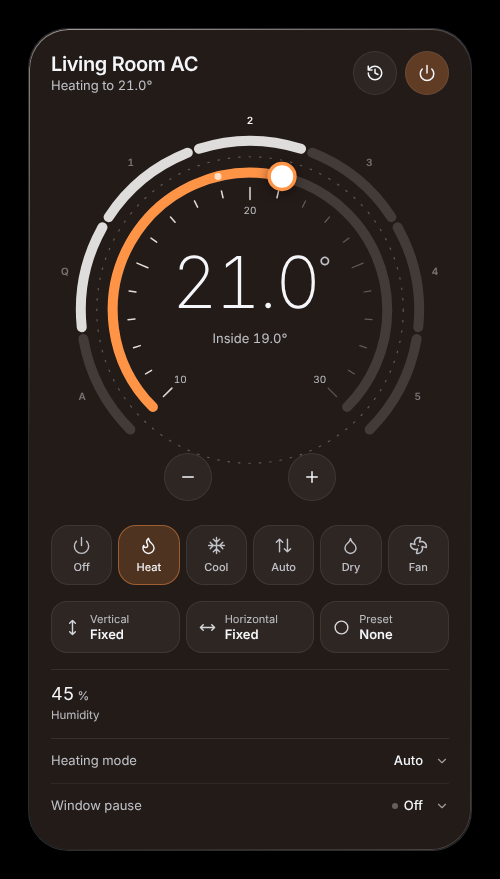 Living Room AC
Heating to 21.0°
2
1
3
20
Q
4
21.0°
Inside 19.0°
10
30
A
5
Off
Heat
Cool
Auto
Dry
Fan
Vertical
Fixed
Horizontal
Fixed
Preset
None
45 %
Humidity
Heating mode
Auto
Window pause
Off